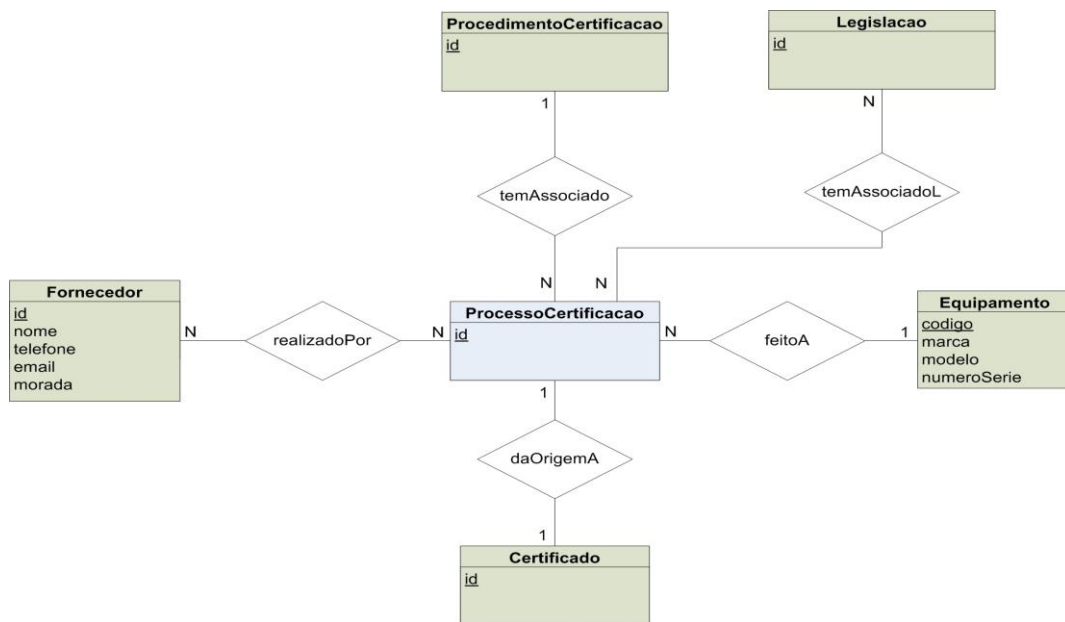 ProcedimentoCertificacao
id
Legislacao
id
1
N
temAssociado
temAssociadoL
N
N
Fornecedor
id
nome
telefone
email
morada
N
realizadoPor
N
ProcessoCertificacao
id
N
feitoA
1
Equipamento
codigo
marca
modelo
numeroSerie
1
daOrigemA
1
Certificado
id